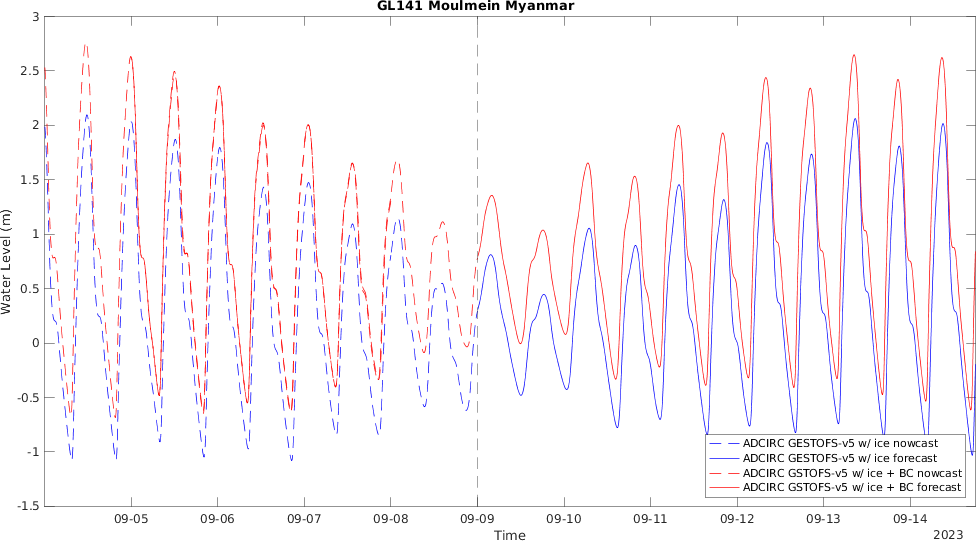 GL141 Moulmein Myanmar
3
2.5
2
1.5
1
0.5
0
-0.5
-1
-1.5
Water Level (m)
ADCIRC GESTOFS-v5 w/ ice nowcast
ADCIRC GESTOFS-v5 w/ ice forecast
ADCIRC GSTOFS-v5 w/ ice + BC nowcast
ADCIRC GSTOFS-v5 w/ ice + BC forecast
09-05 09-06 09-07 09-08 09-09 09-10 09-11 09-12 09-13 09-14
Time
2023